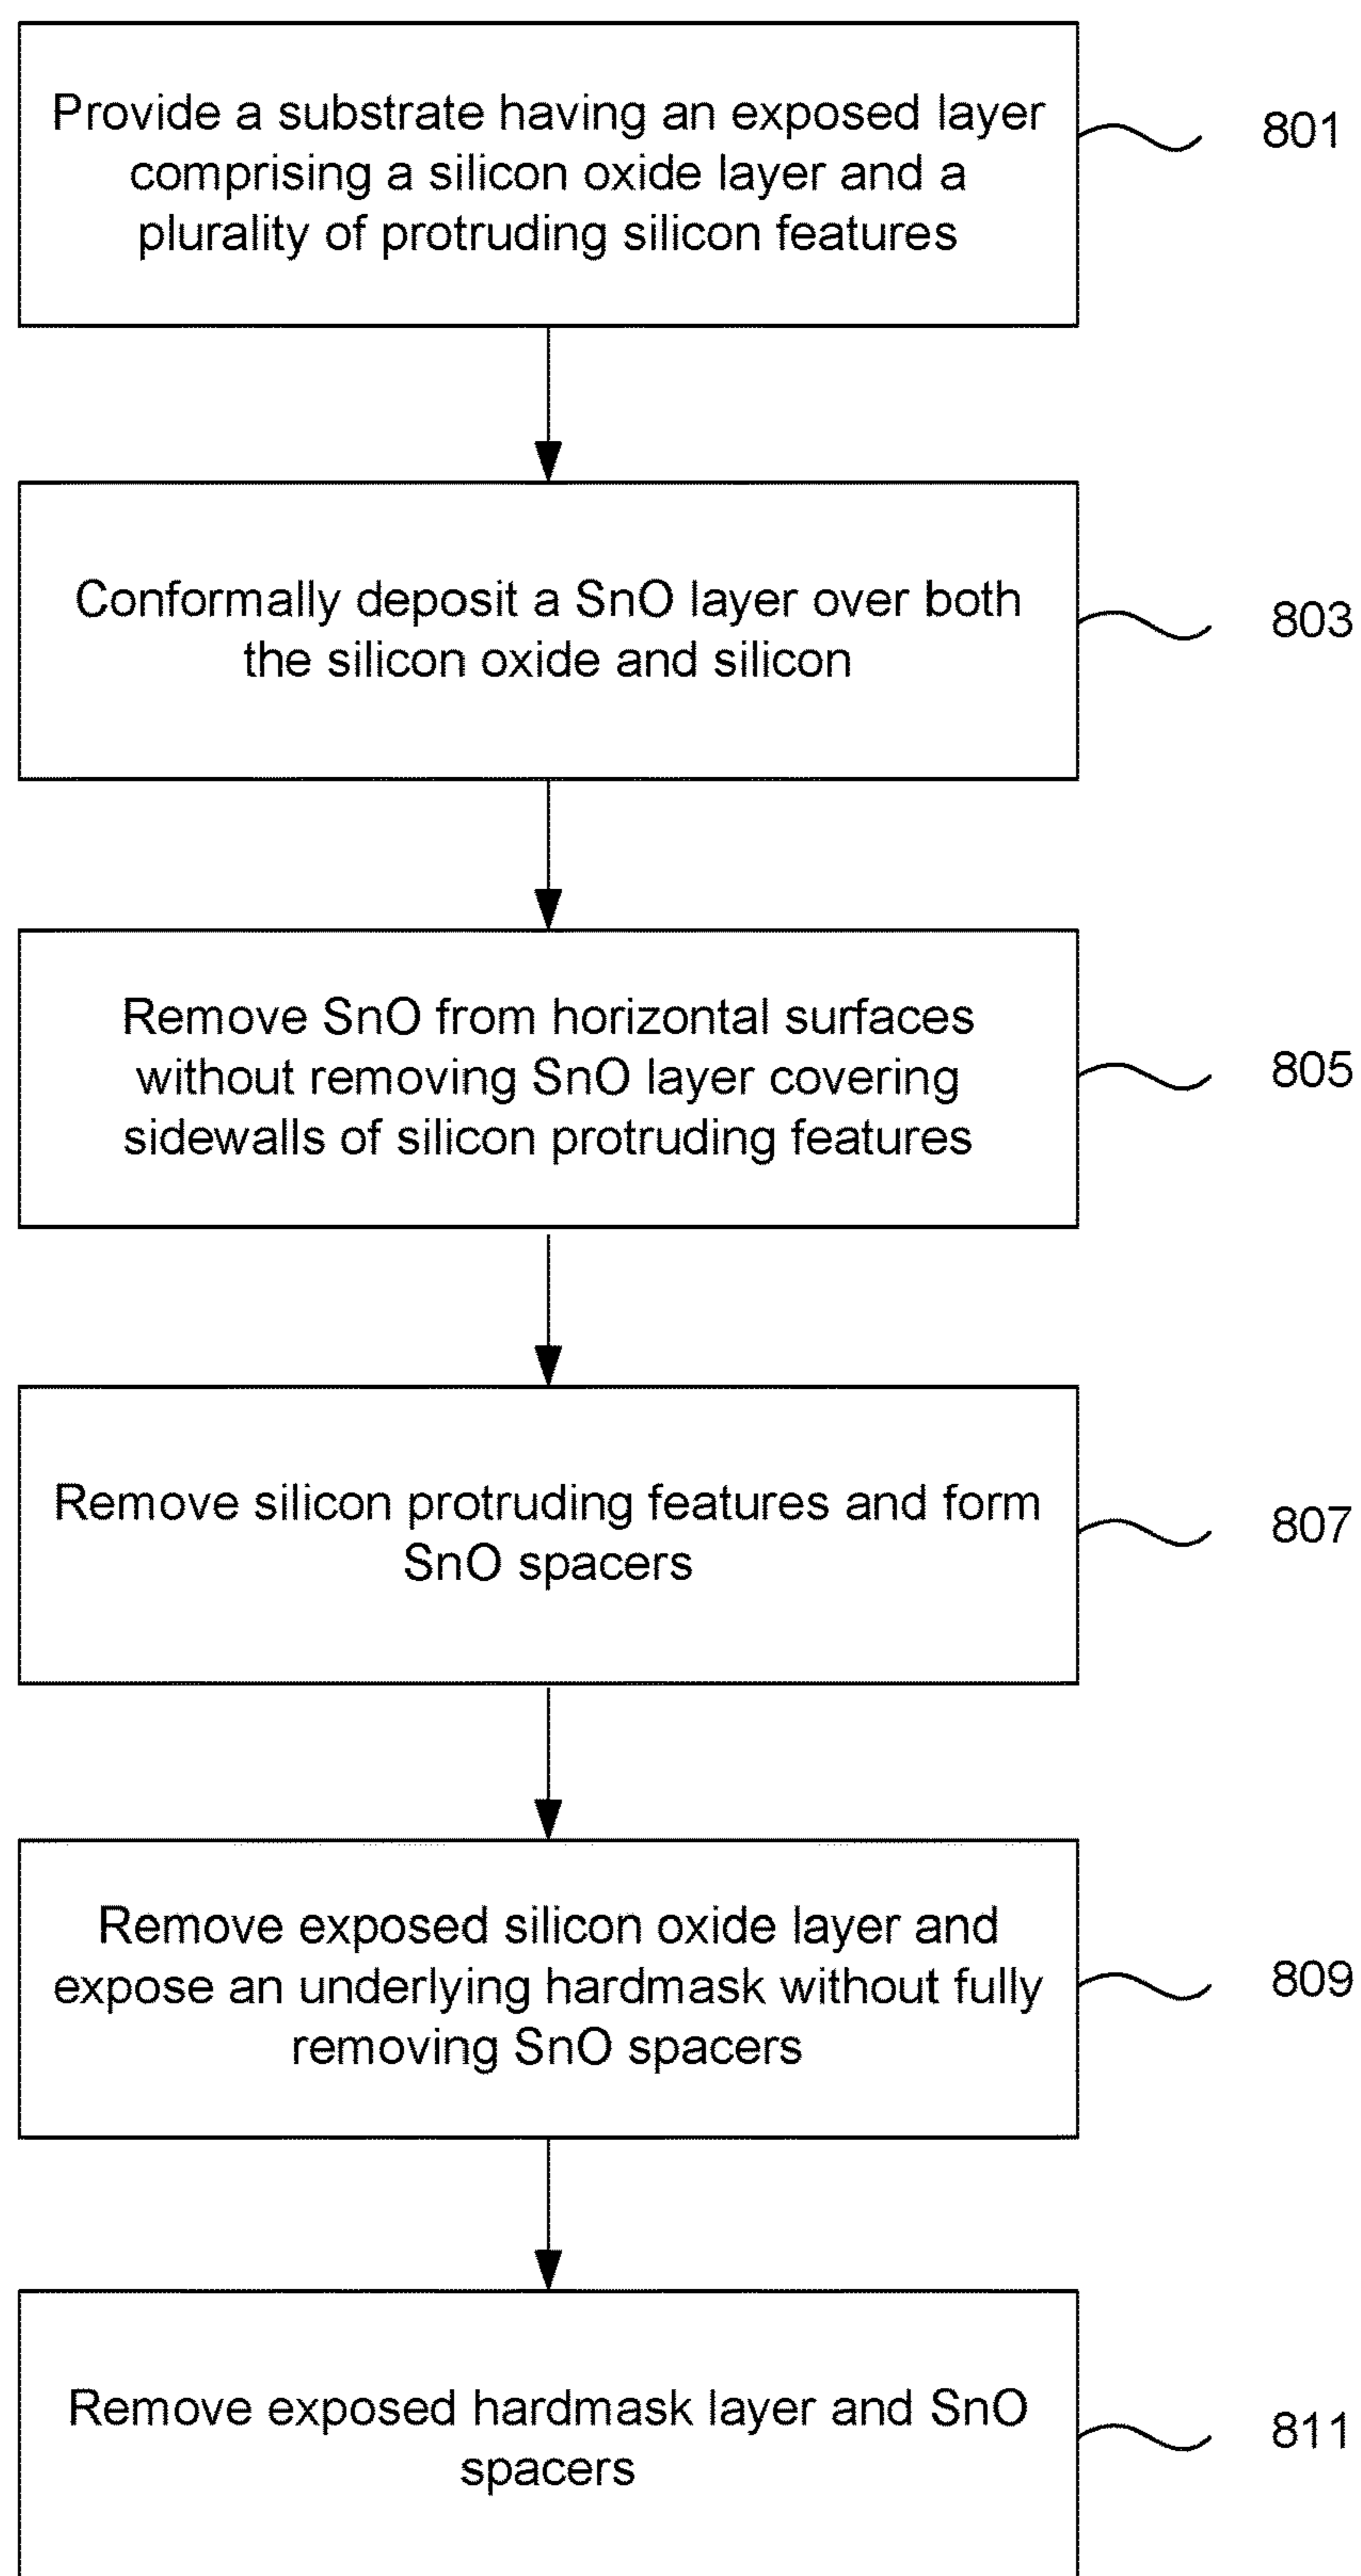 Provide a substrate having an exposed layer
comprising a silicon oxide layer and a
plurality of protruding silicon features
801
Conformally deposit a SnO layer over both
the silicon oxide and silicon
803
Remove SnO from horizontal surfaces
without removing SnO layer covering
sidewalls of silicon protruding features
805
Remove silicon protruding features and form
SnO spacers
807
Remove exposed silicon oxide layer and
expose an underlying hardmask without fully
removing SnO spacers
809
Remove exposed hardmask layer and SnO
spacers
811